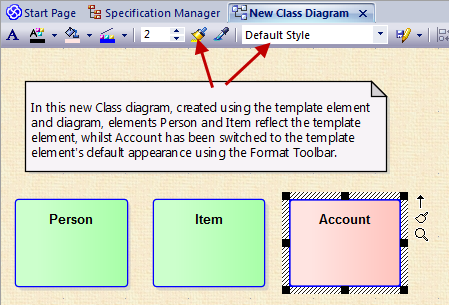 Start Page Specification Manager New Class Diagram
A A 2 Default Style
In this new Class diagram, created using the template element
and diagram, elements Person and Item reflect the template
element, whilst Account has been switched to the template
element's default appearance using the Format Toolbar.
Person Item Account